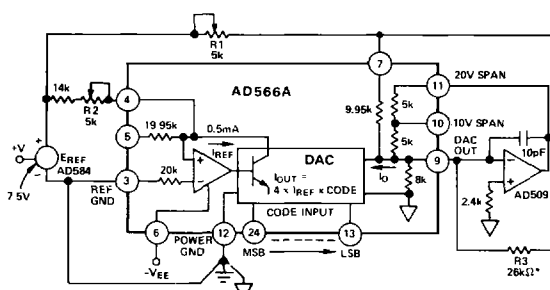 R1
5k
7
11
20V SPAN
14k
4
AD566A
9.95k
5k
10
10V SPAN
R2
5k
5
19 95k
0.5mA
IREF
DAC
5k
DAC
OUT
10pF
+V
EREF
AD584
7 5V
+
−
REF
GND
3
20k
+
−
IOUT =
4 × IREF × CODE
IO
9
8k
−
+
AD509
CODE INPUT
2.4k
6
POWER
GND
12
24
MSB
13
LSB
R3
26kΩ*
−VEE